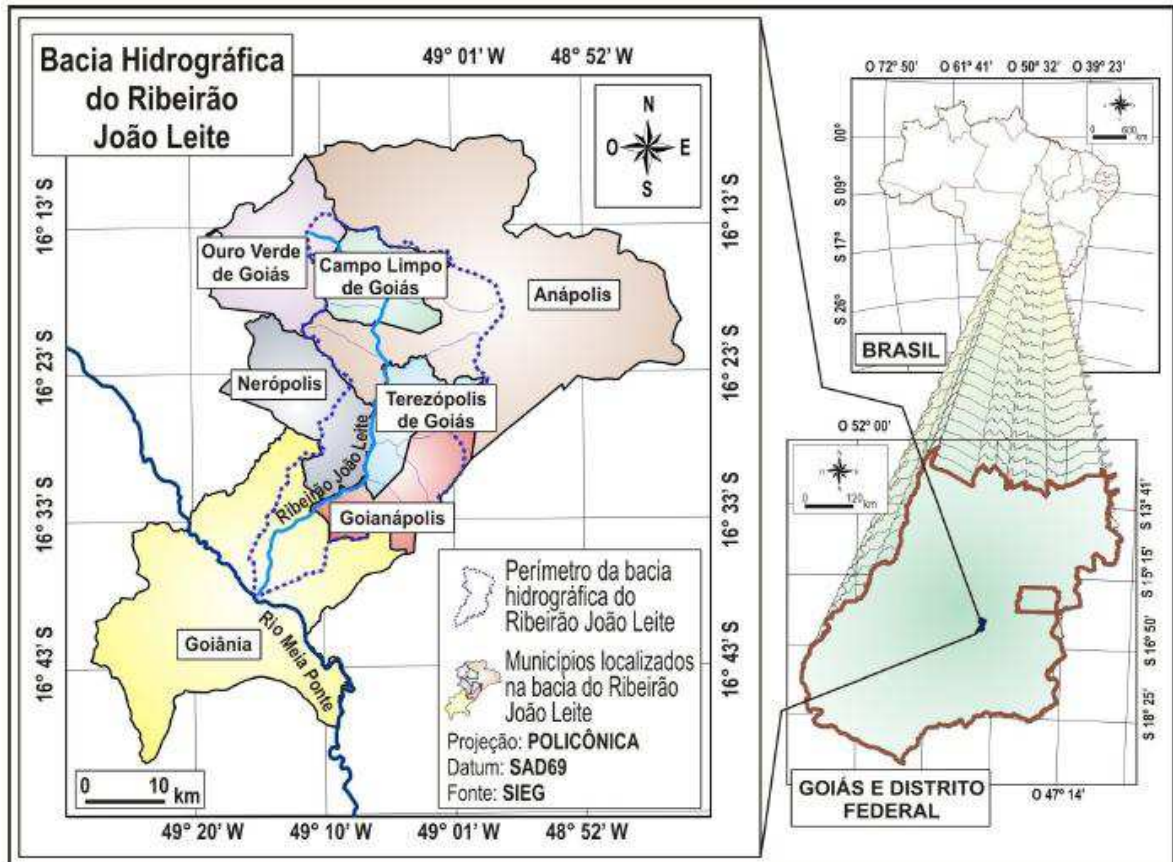 Bacia Hidrográfica
do Ribeirão
João Leite
49° 01' W
48° 52' W
N
O
E
S
16° 13' S
16° 23' S
16° 33' S
16° 43' S
16° 13' S
16° 23' S
16° 33' S
16° 43' S
Ouro Verde
de Goiás
Campo Limpo
de Goiás
Anápolis
Nerópolis
Terezópolis
de Goiás
Ribeirão João Leite
Goianápolis
Goiânia
Rio Meia Ponte
Perímetro da bacia
hidrográfica do
Ribeirão João Leite
Municípios localizados
na bacia do Ribeirão
João Leite
Projeção: POLICÔNICA
Datum: SAD69
Fonte: SIEG
0 10
km
49° 20' W
49° 10' W
49° 01' W
48° 52' W
O 72° 50'
O 61° 41'
O 50° 32'
O 39° 23'
00°
S 09°
S 17°
S 26°
0 600
km
BRASIL
O 52° 00'
0 120
km
S 13° 41'
S 15° 15'
S 16° 50'
S 18° 25'
O 47° 14'
GOIÁS E DISTRITO
FEDERAL